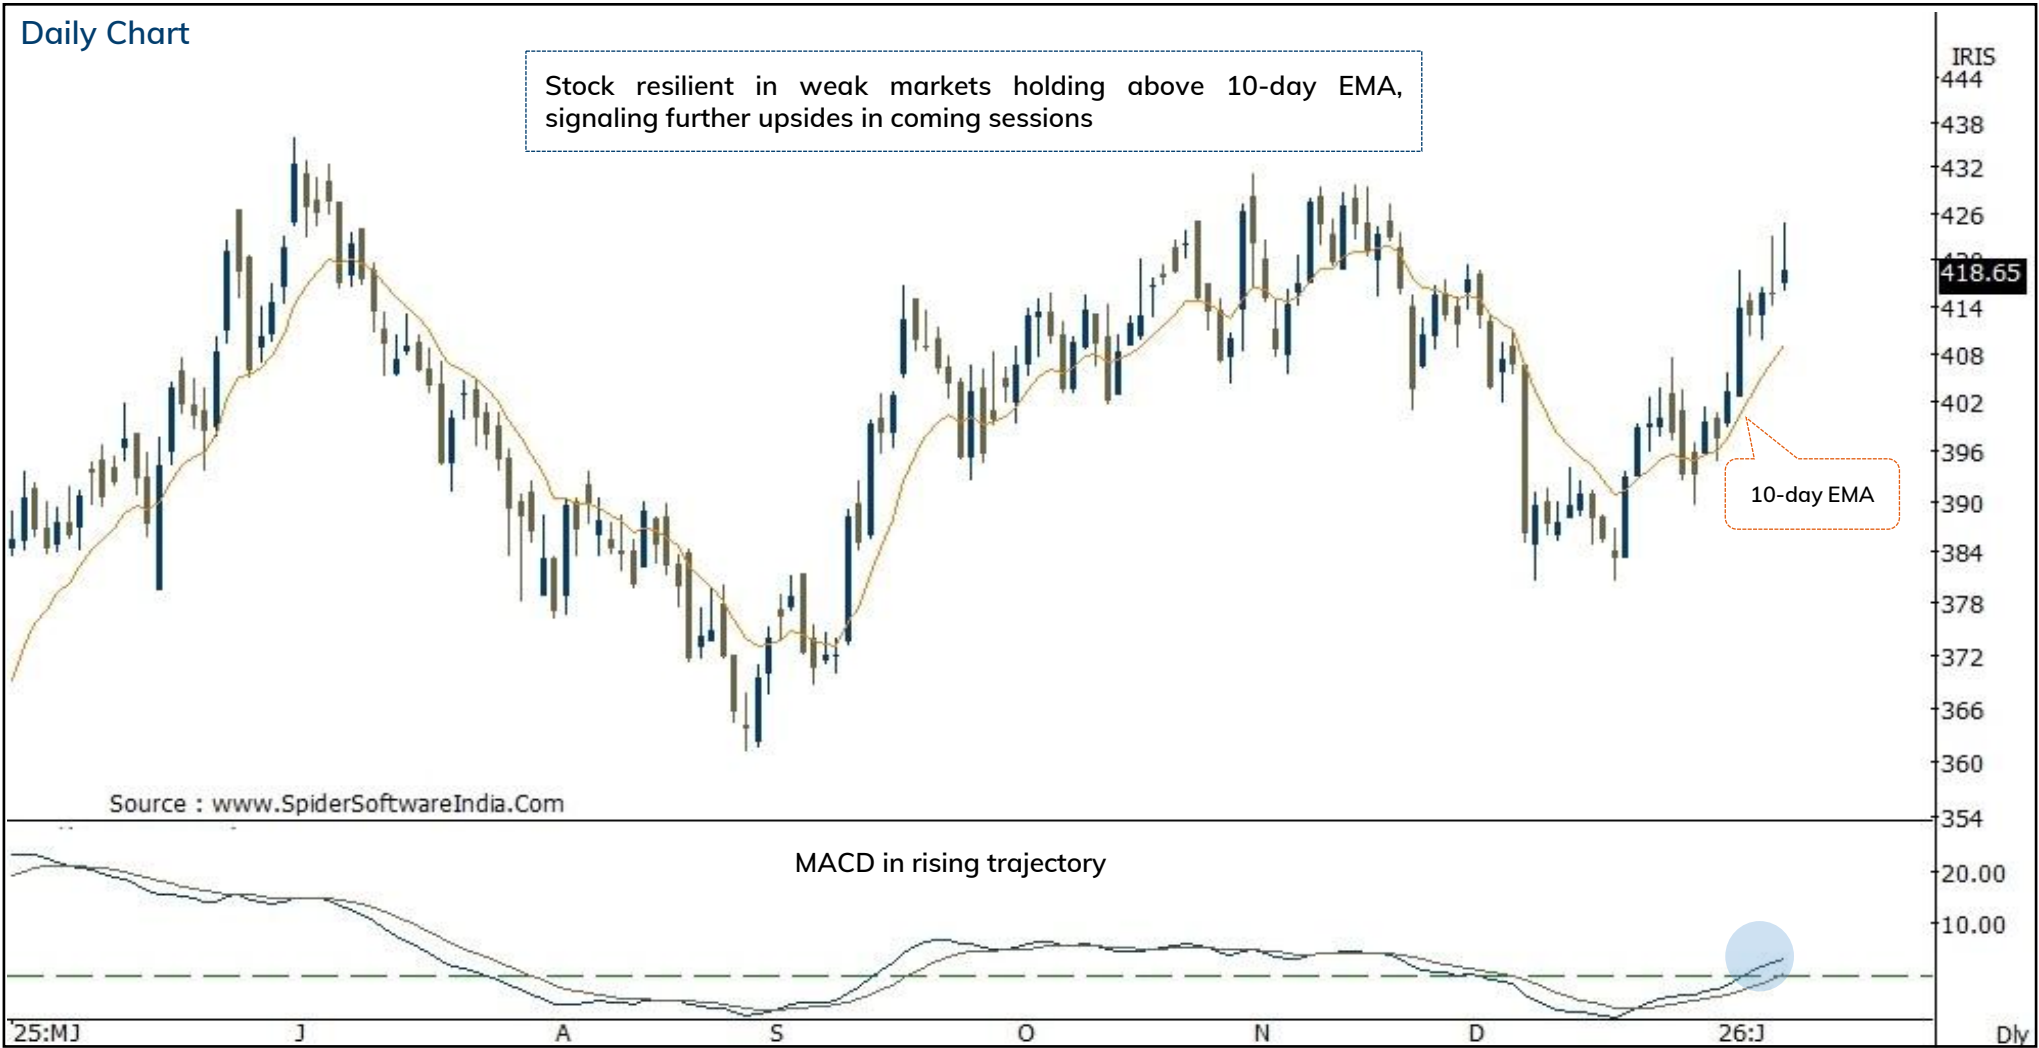 Daily Chart
Stock resilient in weak markets holding above 10-day EMA,
signaling further upsides in coming sessions
IRIS
444
438
432
426
418.65
414
408
402
396
10-day EMA
390
384
378
372
366
360
Source : www.SpiderSoftwareIndia.Com
354
MACD in rising trajectory
20.00
10.00
25:MJ J A S O N D 26:J Dly